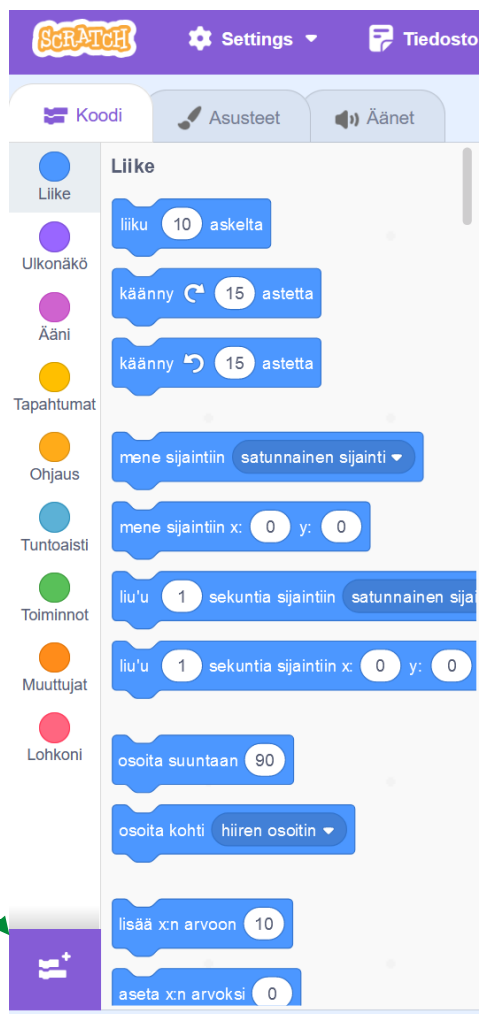 SCRATCH Settings Tiedosto
Koodi Asusteet Äänet
Liike
Ulkonäkö
Ääni
Tapahtumat
Ohjaus
Tuntoaisti
Toiminnot
Muuttujat
Lohkoni
Liike
liiku 10 askelta
käänny 15 astetta
käänny 15 astetta
mene sijaintiin satunnainen sijainti
mene sijaintiin x: 0 y: 0
liu'u 1 sekuntia sijaintiin satunnainen sijai
liu'u 1 sekuntia sijaintiin x: 0 y: 0
osoita suuntaan 90
osoita kohti hiiren osoitin
lisää x:n arvoon 10
aseta x:n arvoksi 0